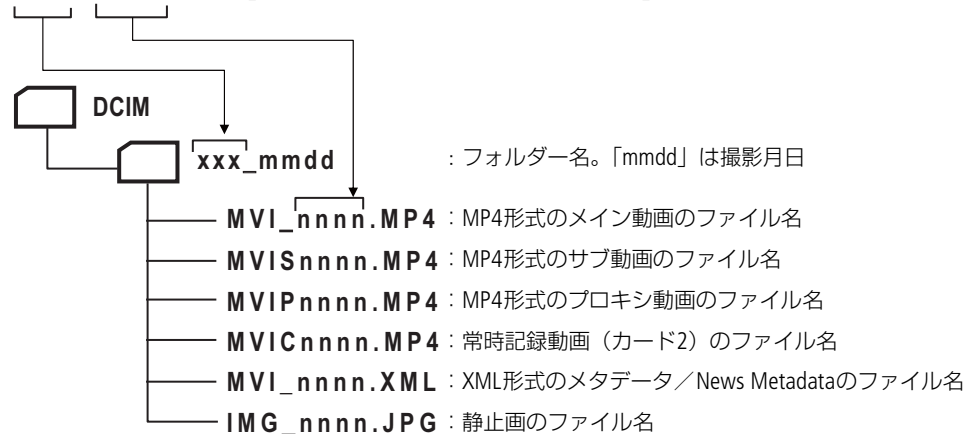 DCIM
xxx_mmdd : フォルダー名。「mmdd」は撮影月日
MVI_nnnn.MP4:MP4形式のメイン動画のファイル名
MVISnnnn.MP4:MP4形式のサブ動画のファイル名
MVIPnnnn.MP4:MP4形式のプロキシ動画のファイル名
MVICnnnn.MP4:常時記録動画（カード2）のファイル名
MVI_nnnn.XML:XML形式のメタデータ／News Metadataのファイル名
IMG_nnnn.JPG:静止画のファイル名